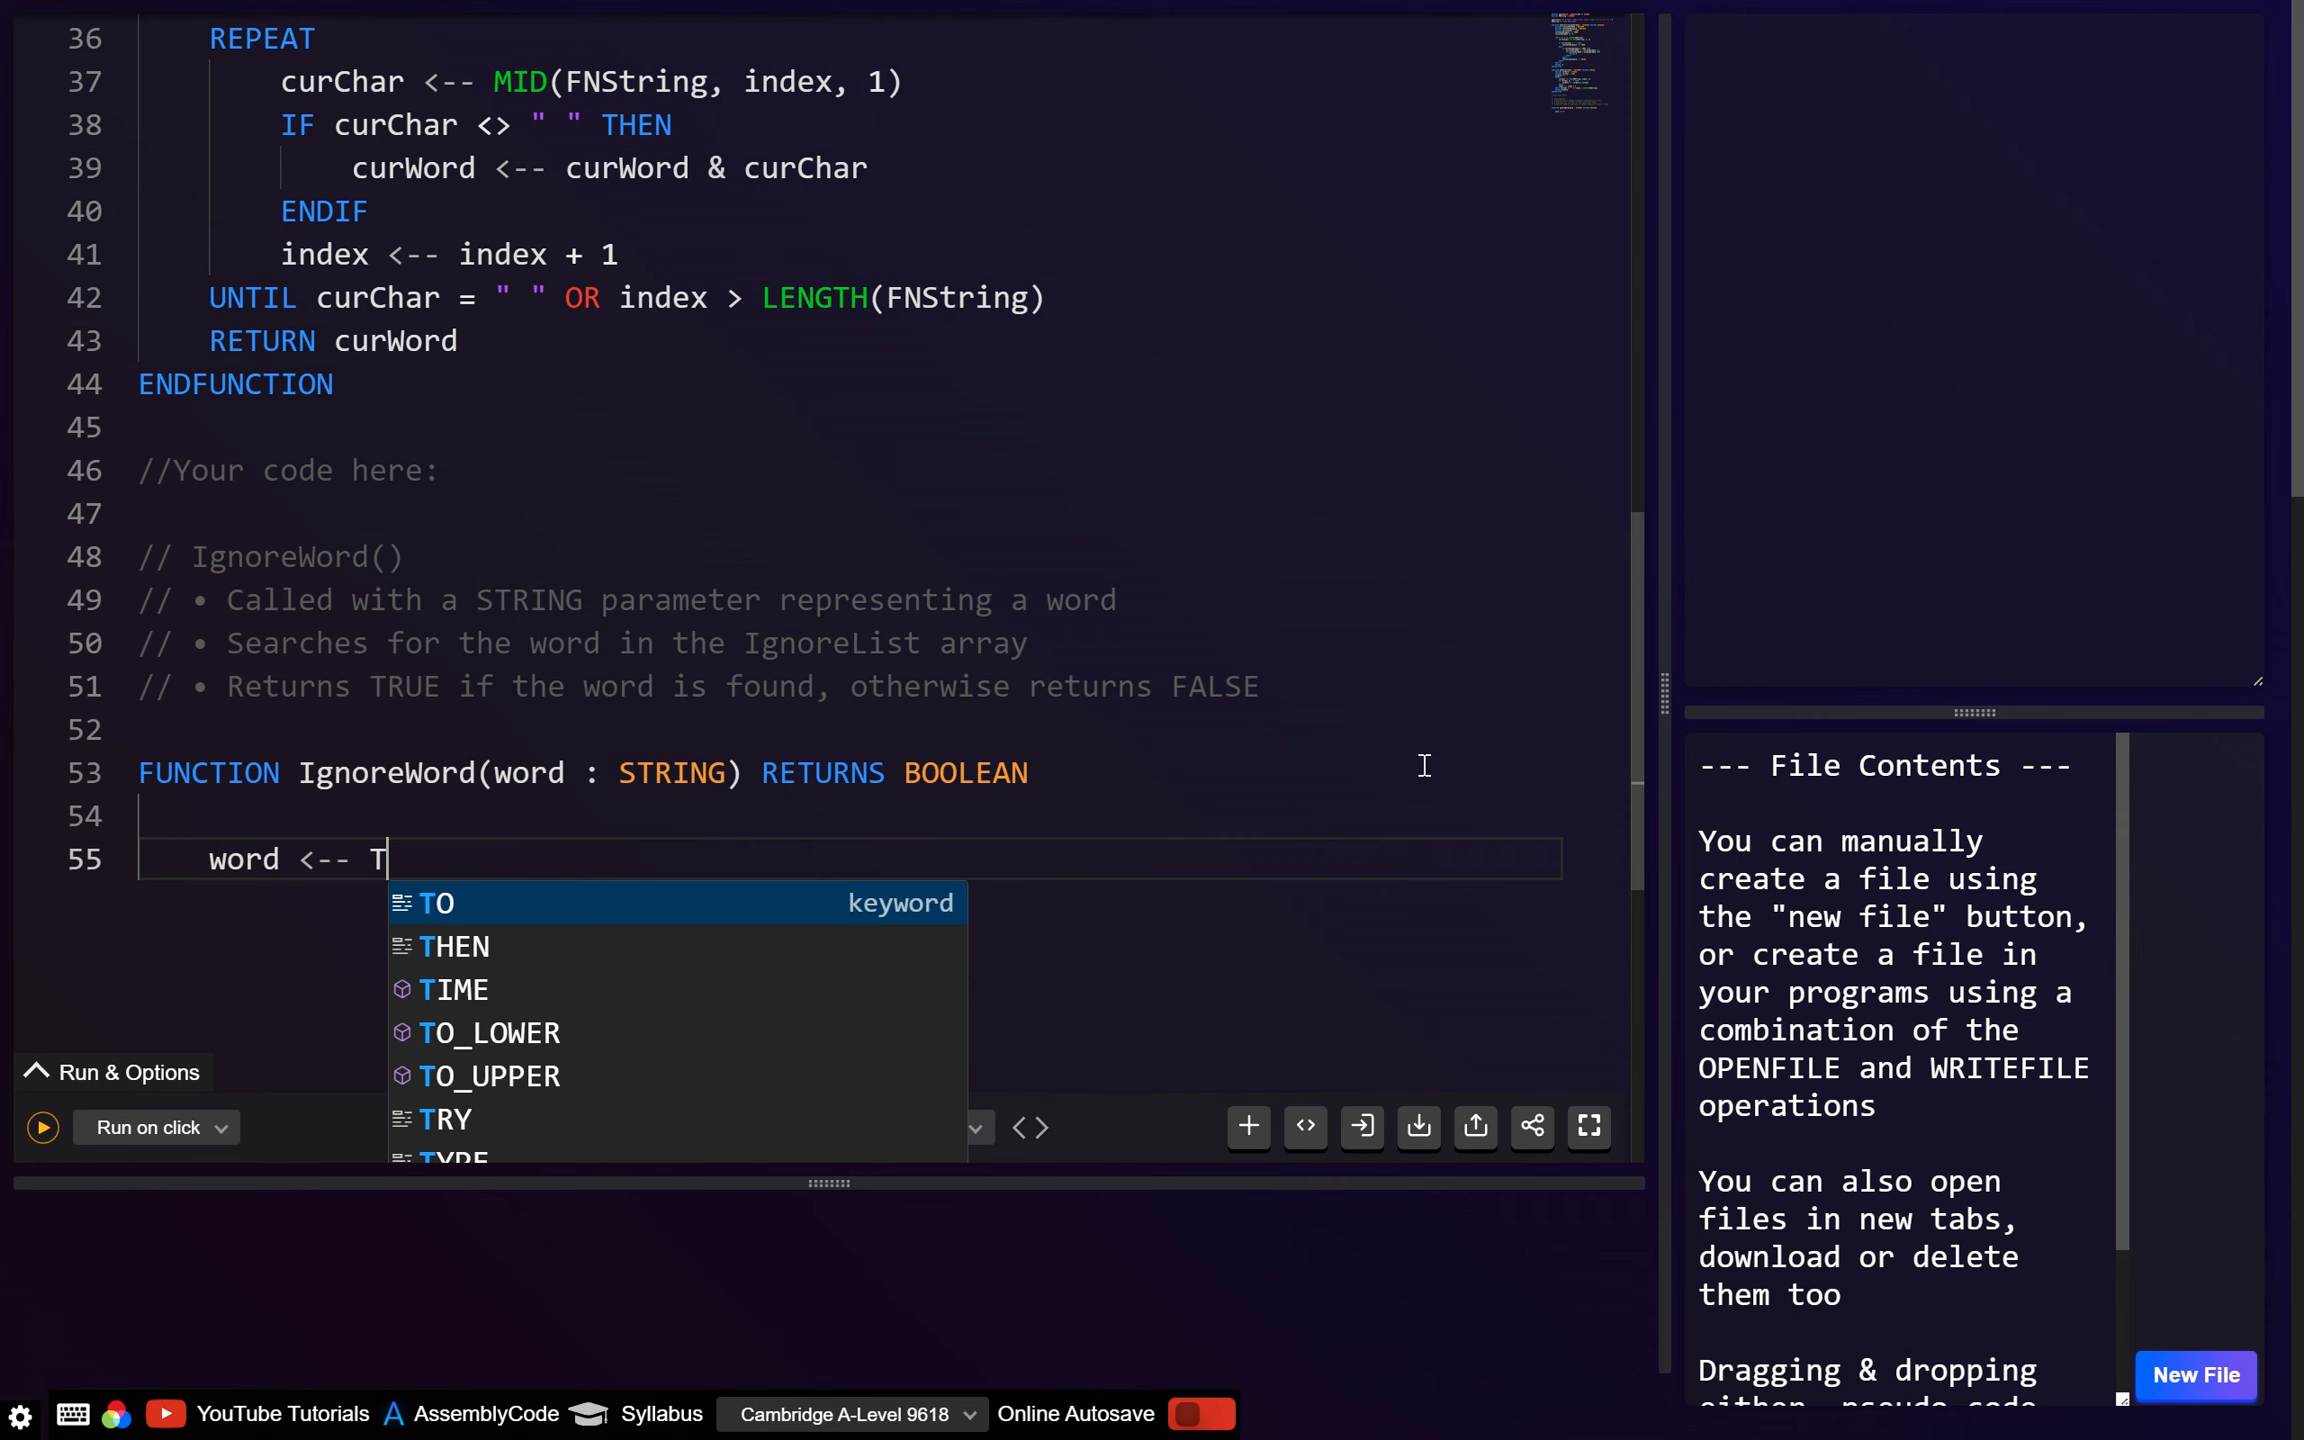 36 REPEAT
37 curChar <-- MID(FNString, index, 1)
38 IF curChar <> " " THEN
39 curWord <-- curWord & curChar
40 ENDIF
41 index <-- index + 1
42 UNTIL curChar = " " OR index > LENGTH(FNString)
43 RETURN curWord
44 ENDFUNCTION
45
46 //Your code here:
47
48 // IgnoreWord()
49 // • Called with a STRING parameter representing a word
50 // • Searches for the word in the IgnoreList array
51 // • Returns TRUE if the word is found, otherwise returns FALSE
52
53 FUNCTION IgnoreWord(word : STRING) RETURNS BOOLEAN
54
55 word <-- T
TO keyword
THEN
TIME
TO_LOWER
TO_UPPER
TRY
TYPE
Run & Options
Run on click
--- File Contents ---
You can manually
create a file using
the "new file" button,
or create a file in
your programs using a
combination of the
OPENFILE and WRITEFILE
operations
You can also open
files in new tabs,
download or delete
them too
Dragging & dropping
either, pseudo code
New File
YouTube Tutorials
AssemblyCode
Syllabus
Cambridge A-Level 9618
Online Autosave